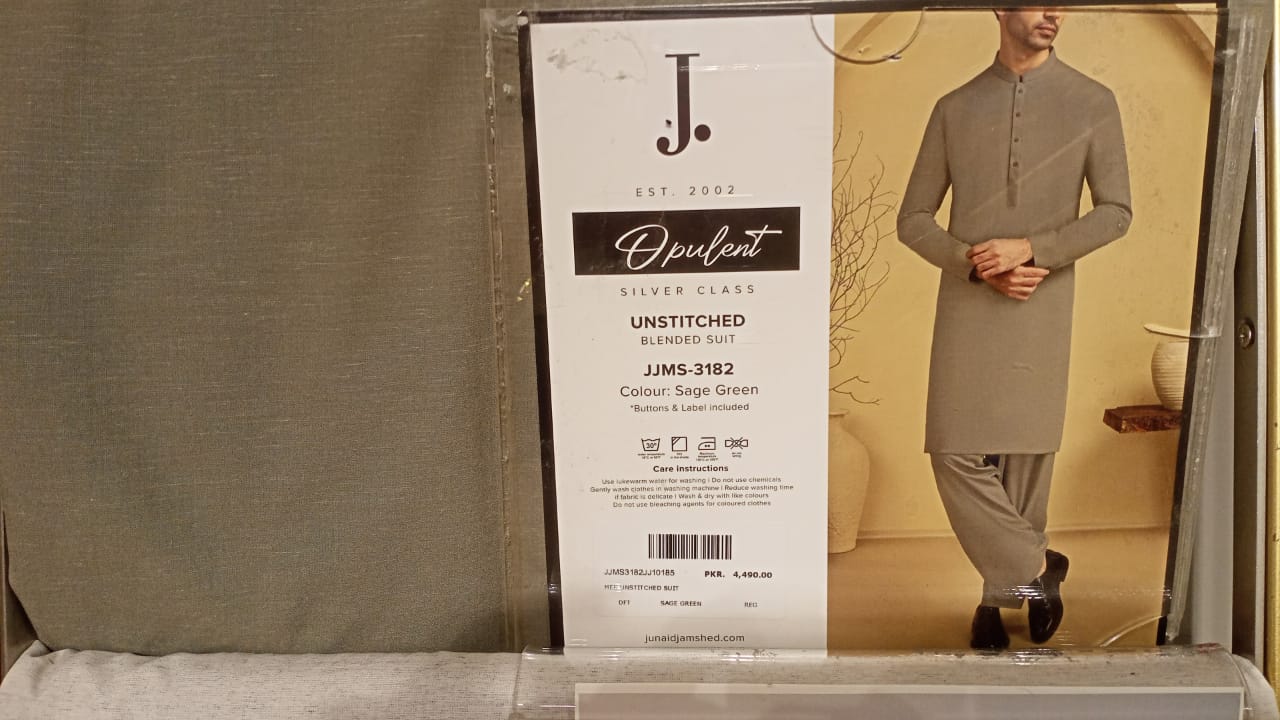 J.
EST. 2002
Opulent
SILVER CLASS
UNSTITCHED
BLENDED SUIT
JJMS-3182
Colour: Sage Green
*Buttons & Label included
30°
Care instructions
Use lukewarm water for washing | Do not use chemicals
Gently wash clothes in washing machine | Reduce washing time
if fabric is delicate | Wash & dry with like colours
Do not use bleaching agents for coloured clothes
JJMS3182JJ10185 PKR. 4,490.00
UNSTITCHED SUIT
DFT SAGE GREEN REG
junaidjamshed.com